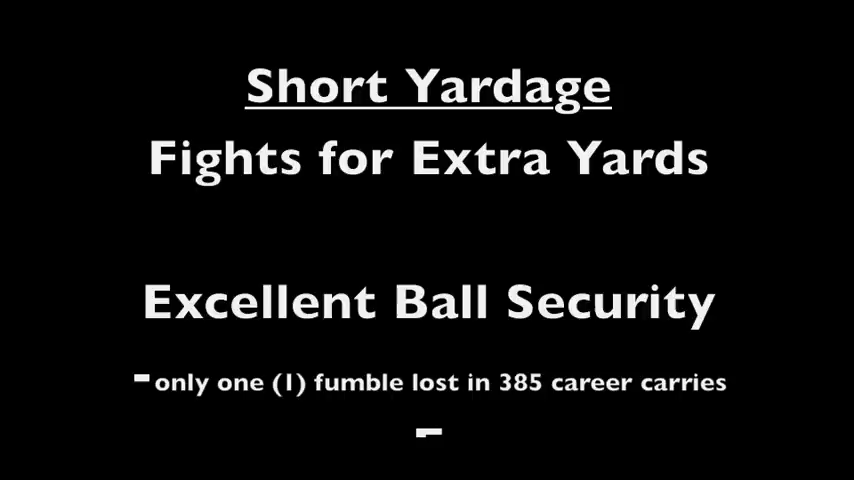 Short Yardage
Fights for Extra Yards
Excellent Ball Security
-only one (1) fumble lost in 385 career carries
-